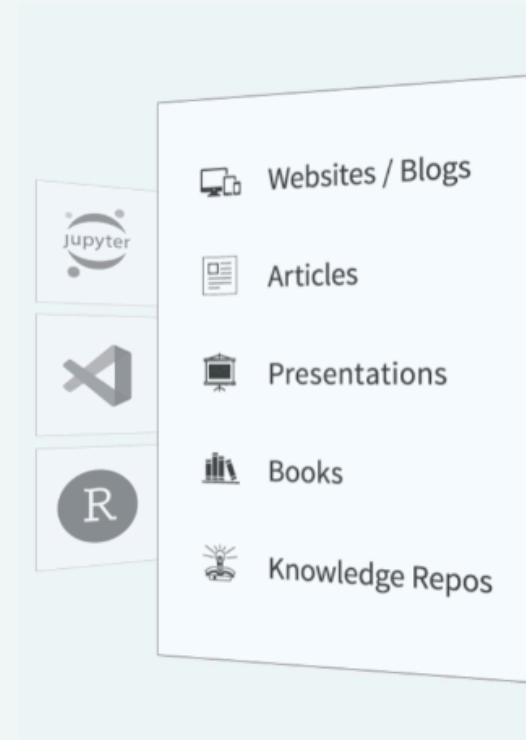 Jupyter
R
Websites / Blogs
Articles
Presentations
Books
Knowledge Repos